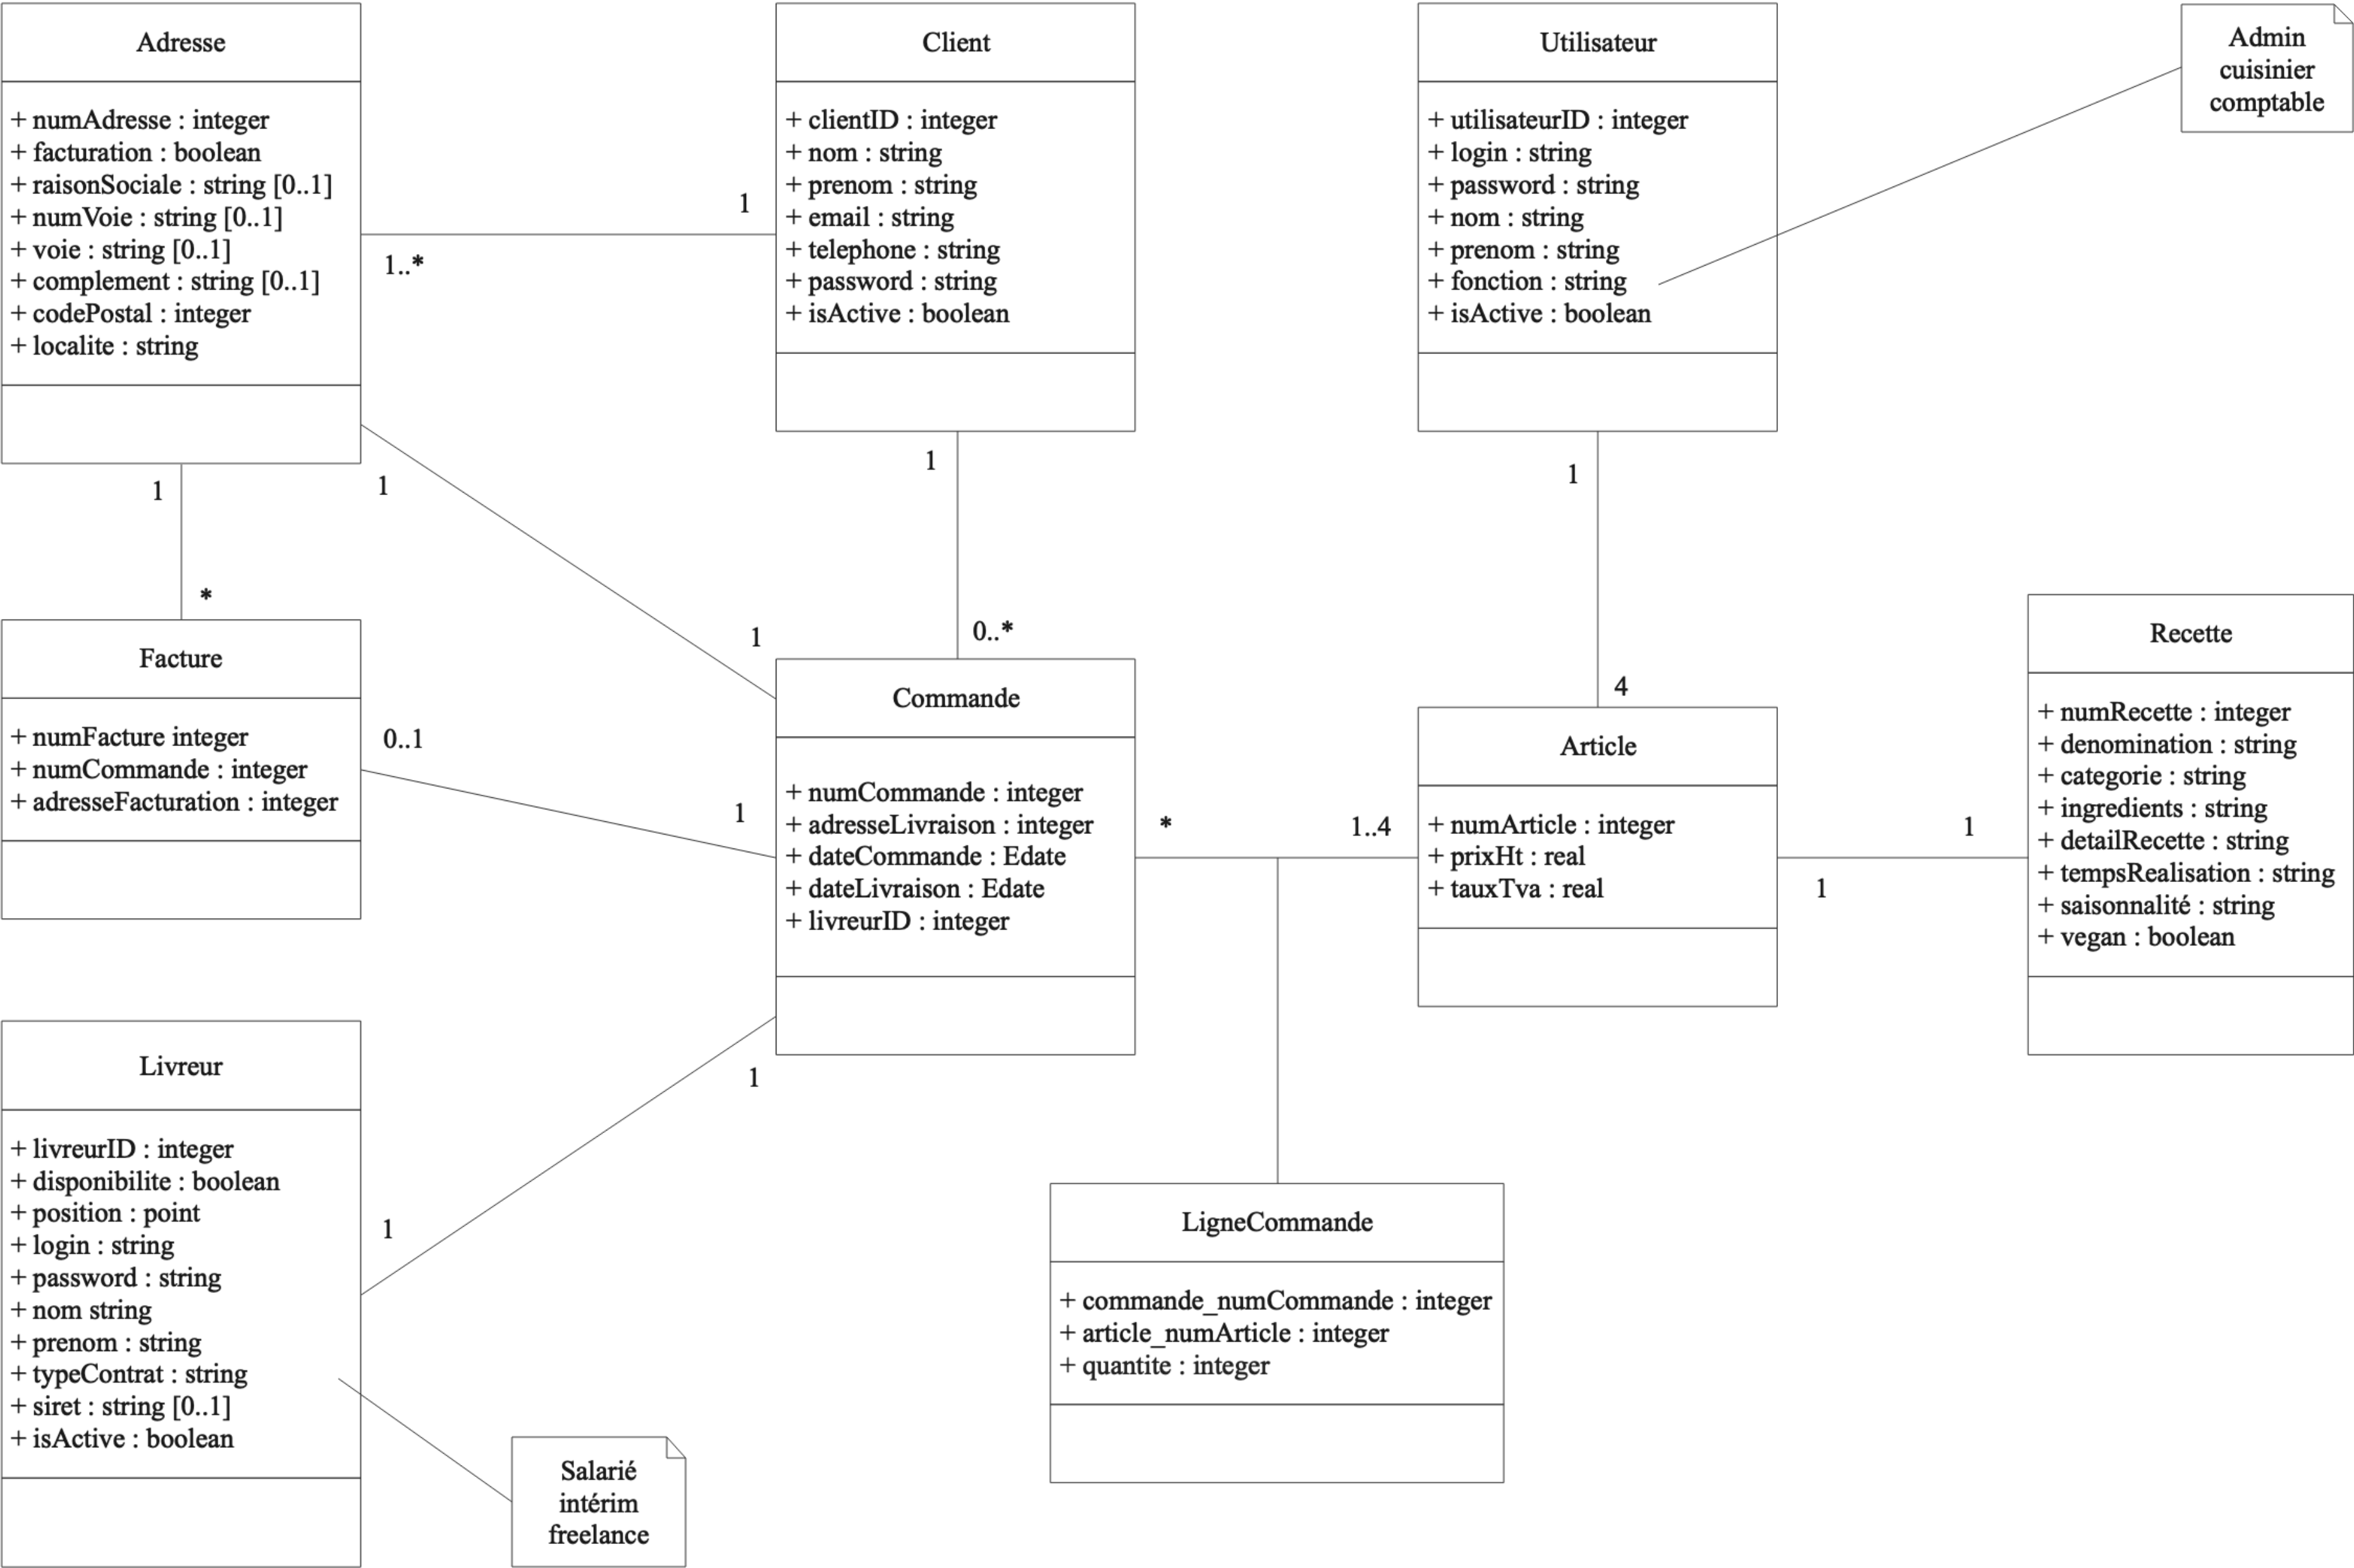 Adresse
+ numAdresse : integer
+ facturation : boolean
+ raisonSociale : string [0..1]
+ numVoie : string [0..1]
+ voie : string [0..1]
+ complement : string [0..1]
+ codePostal : integer
+ localite : string
Client
+ clientID : integer
+ nom : string
+ prenom : string
+ email : string
+ telephone : string
+ password : string
+ isActive : boolean
Utilisateur
+ utilisateurID : integer
+ login : string
+ password : string
+ nom : string
+ prenom : string
+ fonction : string
+ isActive : boolean
Admin
cuisinier
comptable
1
1..*
1
1
1
1
*
1
0..*
4
Facture
+ numFacture integer
+ numCommande : integer
+ adresseFacturation : integer
0..1
1
Commande
+ numCommande : integer
+ adresseLivraison : integer
+ dateCommande : Edate
+ dateLivraison : Edate
+ livreurID : integer
*
1..4
Article
+ numArticle : integer
+ prixHt : real
+ tauxTva : real
1
1
Recette
+ numRecette : integer
+ denomination : string
+ categorie : string
+ ingredients : string
+ detailRecette : string
+ tempsRealisation : string
+ saisonnalité : string
+ vegan : boolean
Livreur
+ livreurID : integer
+ disponibilite : boolean
+ position : point
+ login : string
+ password : string
+ nom string
+ prenom : string
+ typeContrat : string
+ siret : string [0..1]
+ isActive : boolean
1
1
Salarié
intérim
freelance
LigneCommande
+ commande_numCommande : integer
+ article_numArticle : integer
+ quantite : integer